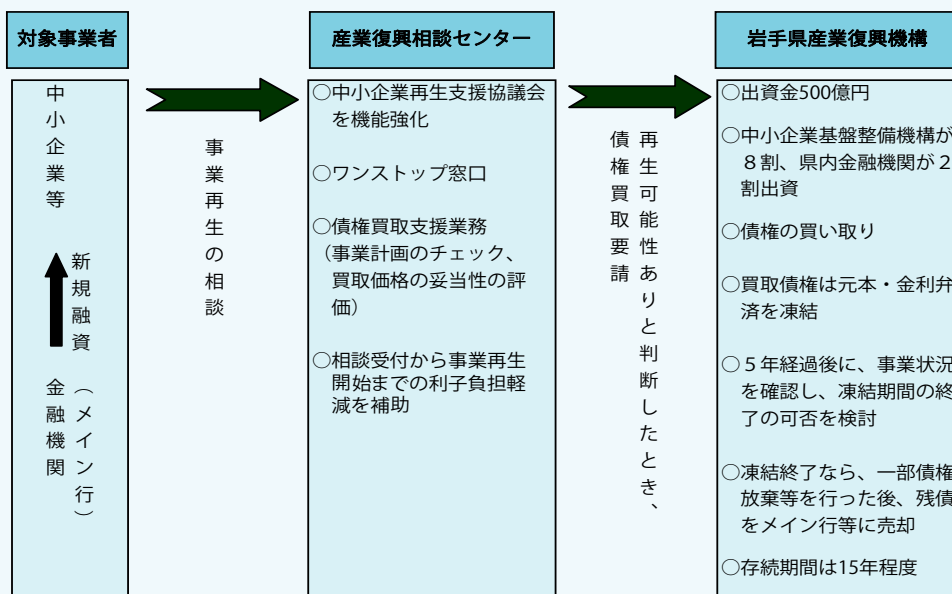 対象事業者
中小企業等
新規融資
金融機関
（メイン行）
事業再生の相談
産業復興相談センター
○中小企業再生支援協議会
を機能強化
○ワンストップ窓口
○債権買取支援業務
（事業計画のチェック、
買取価格の妥当性の評
価）
○相談受付から事業再生
開始までの利子負担軽
減を補助
再生可能性ありと判断したとき、
債権買取要請
岩手県産業復興機構
○出資金500億円
○中小企業基盤整備機構が
８割、県内金融機関が２
割出資
○債権の買い取り
○買取債権は元本・金利弁
済を凍結
○５年経過後に、事業状況
を確認し、凍結期間の終
了の可否を検討
○凍結終了なら、一部債権
放棄等を行った後、残債
をメイン行等に売却
○存続期間は15年程度